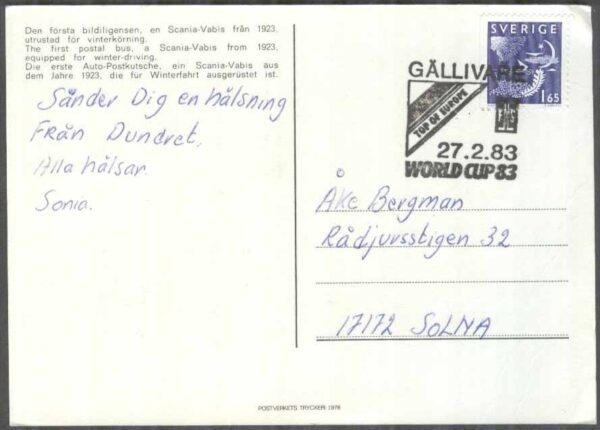 Den första bildiligensen, en Scania-Vabis från 1923,
utrustad för vinterkörning.
The first postal bus, a Scania-Vabis from 1923,
equipped for winter-driving.
Die erste Auto-Postkutsche, ein Scania-Vabis aus
dem Jahre 1923, die für Winterfahrt ausgerüstet ist.
Sänder Dig en hälsning
Från Dundret.
Alla hälsar
Sonia.
SVERIGE
165
GÄLLIVARE
TOP OF EUROPE
FIS
27.2.83
WORLD CUP 83
Åke Bergman
Rådjursstigen 32
17172 SOLNA
POSTVERKETS TRYCKERI 1978